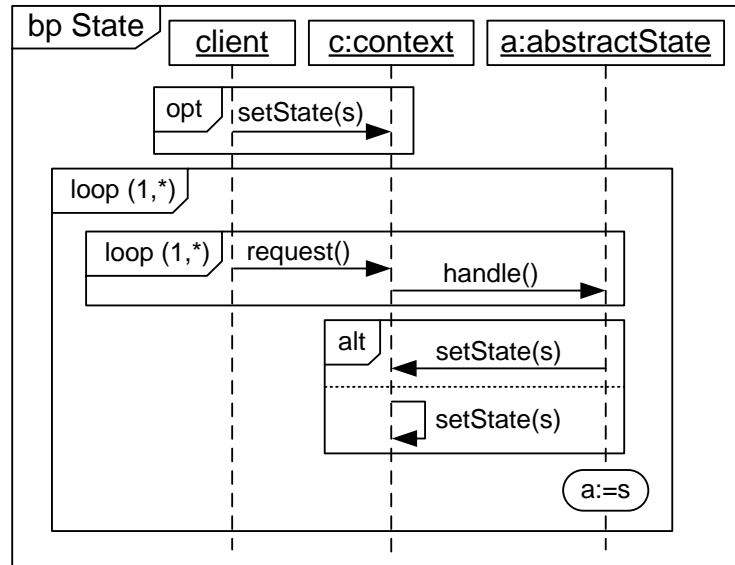 bp State
client
c:context
a:abstractState
opt
setState(s)
loop (1,*)
loop (1,*)
request()
handle()
alt
setState(s)
setState(s)
a:=s